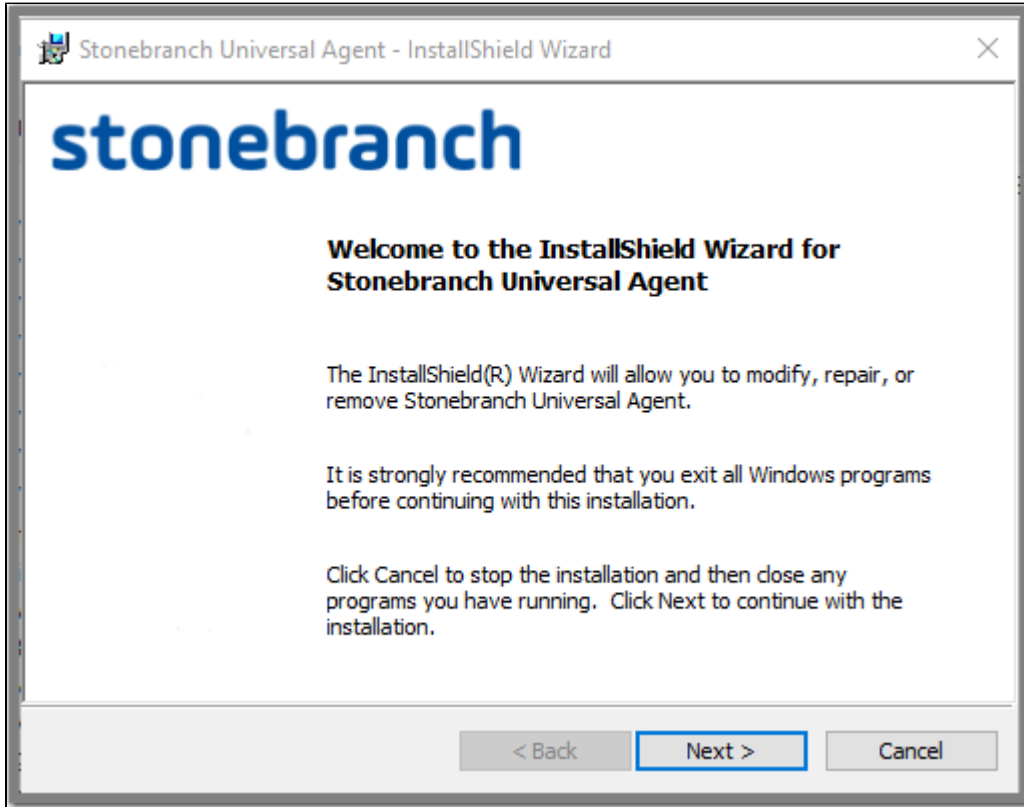 Stonebranch Universal Agent - InstallShield Wizard
stonebranch
Welcome to the InstallShield Wizard for
Stonebranch Universal Agent
The InstallShield(R) Wizard will allow you to modify, repair, or
remove Stonebranch Universal Agent.
It is strongly recommended that you exit all Windows programs
before continuing with this installation.
Click Cancel to stop the installation and then close any
programs you have running.  Click Next to continue with the
installation.
< Back Next > Cancel